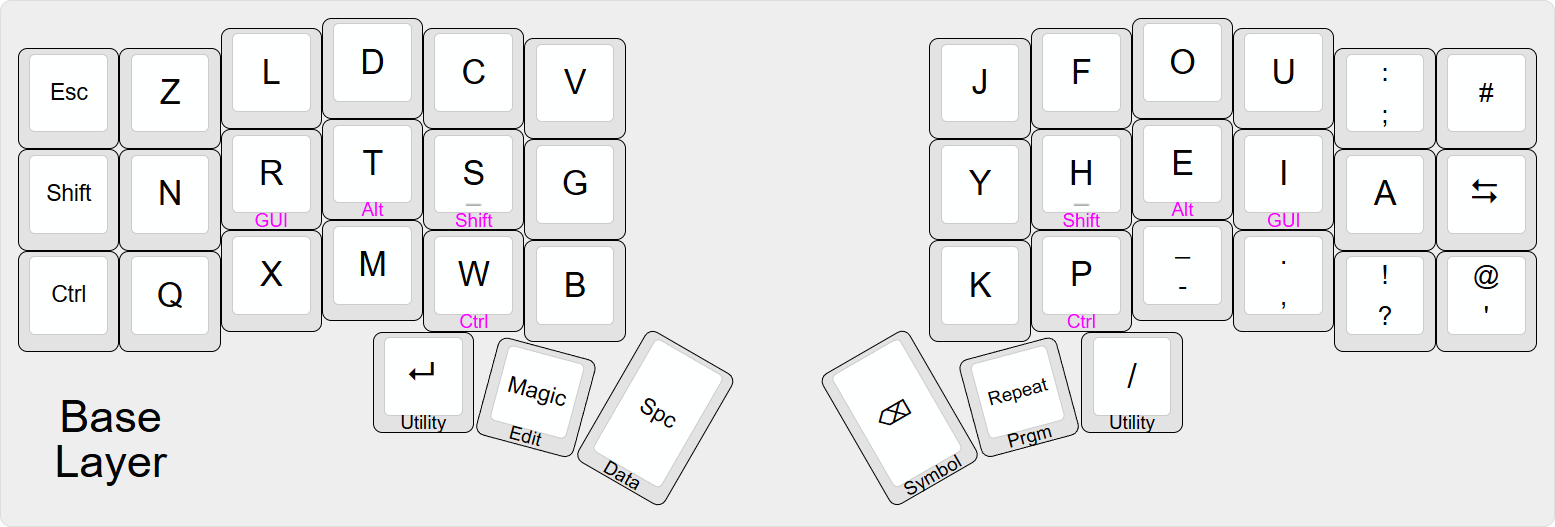 Esc Z L D C V J F O U : ; #
Shift N R T S G Y H E I A ⇆
GUI Alt Shift Shift Alt GUI
Ctrl Q X M W B K P _ - . , ! ? @ '
Ctrl Ctrl
↵ Magic Spc ⌫ Repeat /
Utility Edit Data Symbol Prgm Utility
Base
Layer